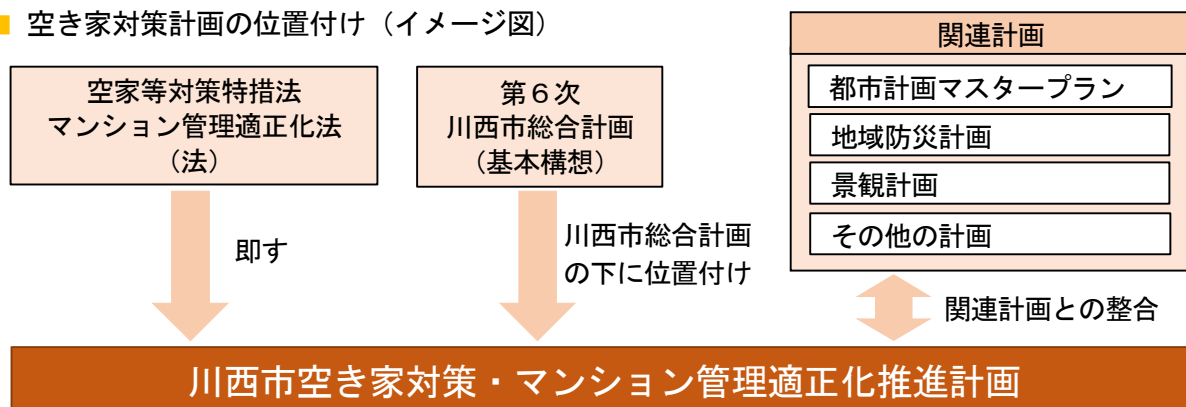 空き家対策計画の位置付け（イメージ図）
空家等対策特措法
マンション管理適正化法
（法）
第６次
川西市総合計画
（基本構想）
関連計画
都市計画マスタープラン
地域防災計画
景観計画
その他の計画
即す
川西市総合計画
の下に位置付け
関連計画との整合
川西市空き家対策・マンション管理適正化推進計画